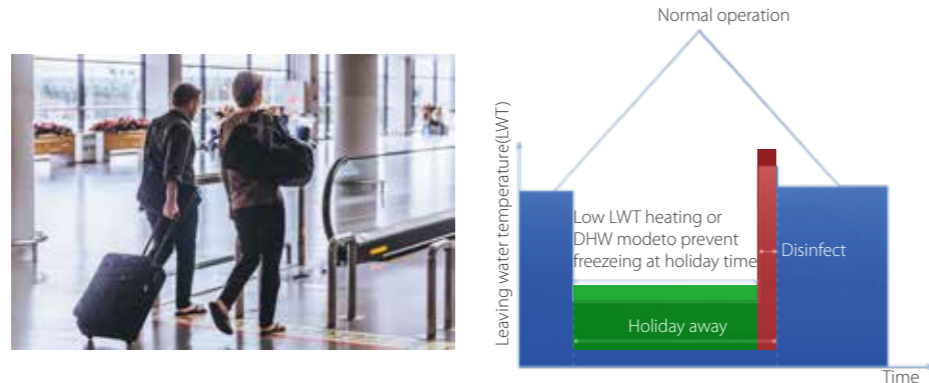 Normal operation
Leaving water temperature(LWT)
Low LWT heating or
DHW modeto prevent
freezeing at holiday time
Disinfect
Holiday away
Time